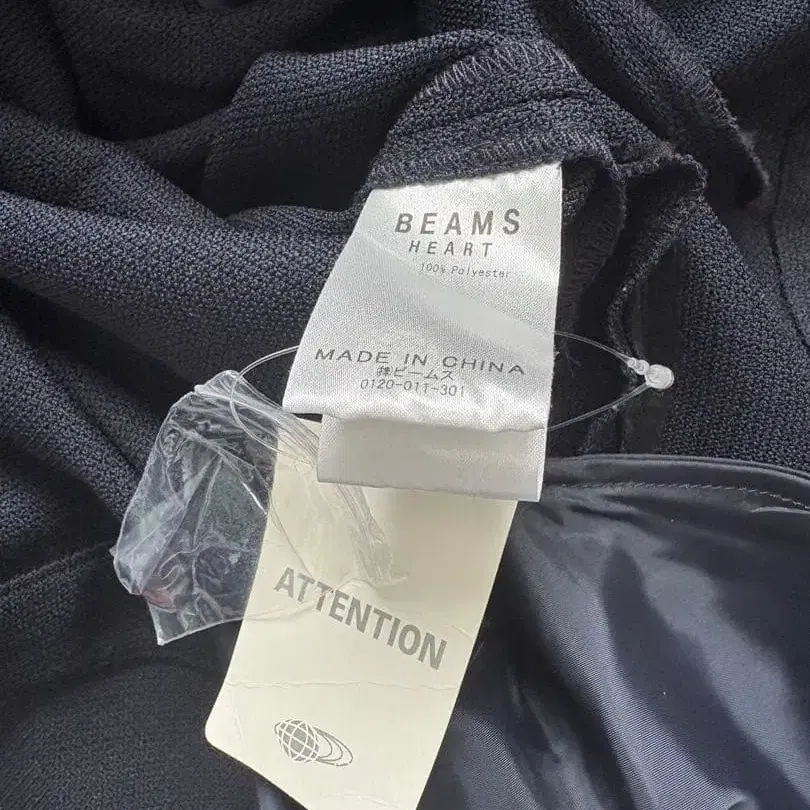 BEAMS
HEART
100% Polyester
MADE IN CHINA
㈱ビームス
0120-011-301
ATTENTION